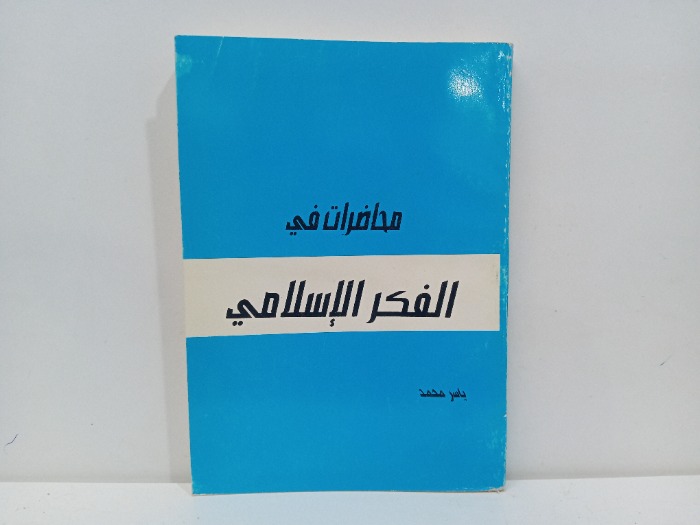 محاضرات في
الفكر الإسلامي
ياسر محمد